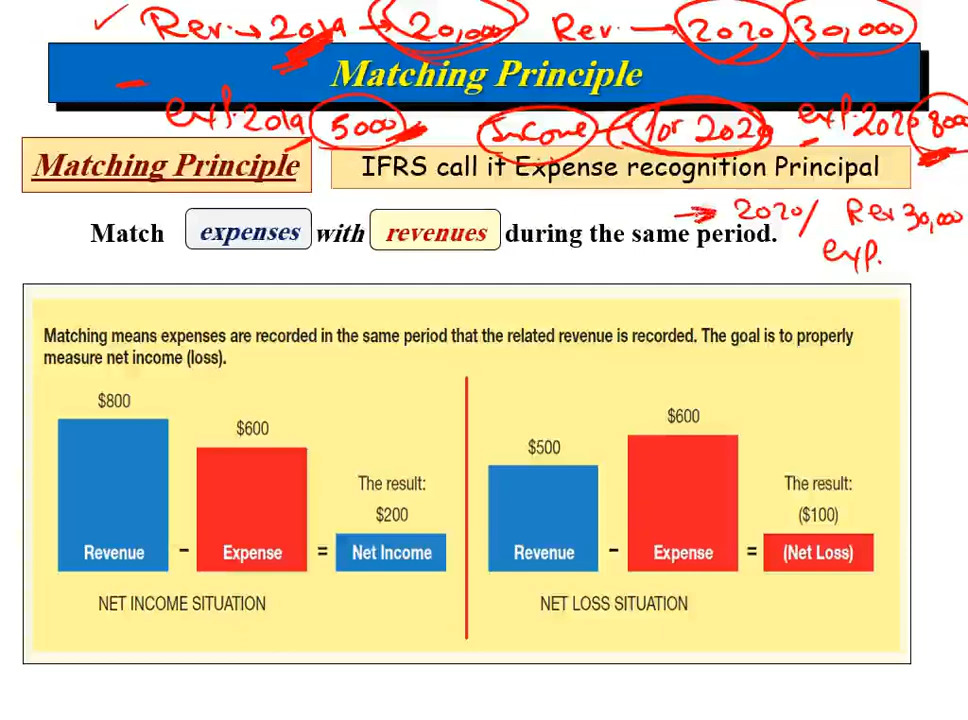 Rev. → 2019 → 20,000 Rev. → 2020 30,000
Matching Principle
exp. 2019 5000 Income for 2020 exp. 2020 8000
Matching Principle
IFRS call it Expense recognition Principal
→ 2020/ Rev 30,000
Match expenses with revenues during the same period.
exp.
Matching means expenses are recorded in the same period that the related revenue is recorded. The goal is to properly
measure net income (loss).
$800
$600
The result:
$200
Revenue - Expense = Net Income
NET INCOME SITUATION
$500
$600
The result:
($100)
Revenue - Expense = (Net Loss)
NET LOSS SITUATION